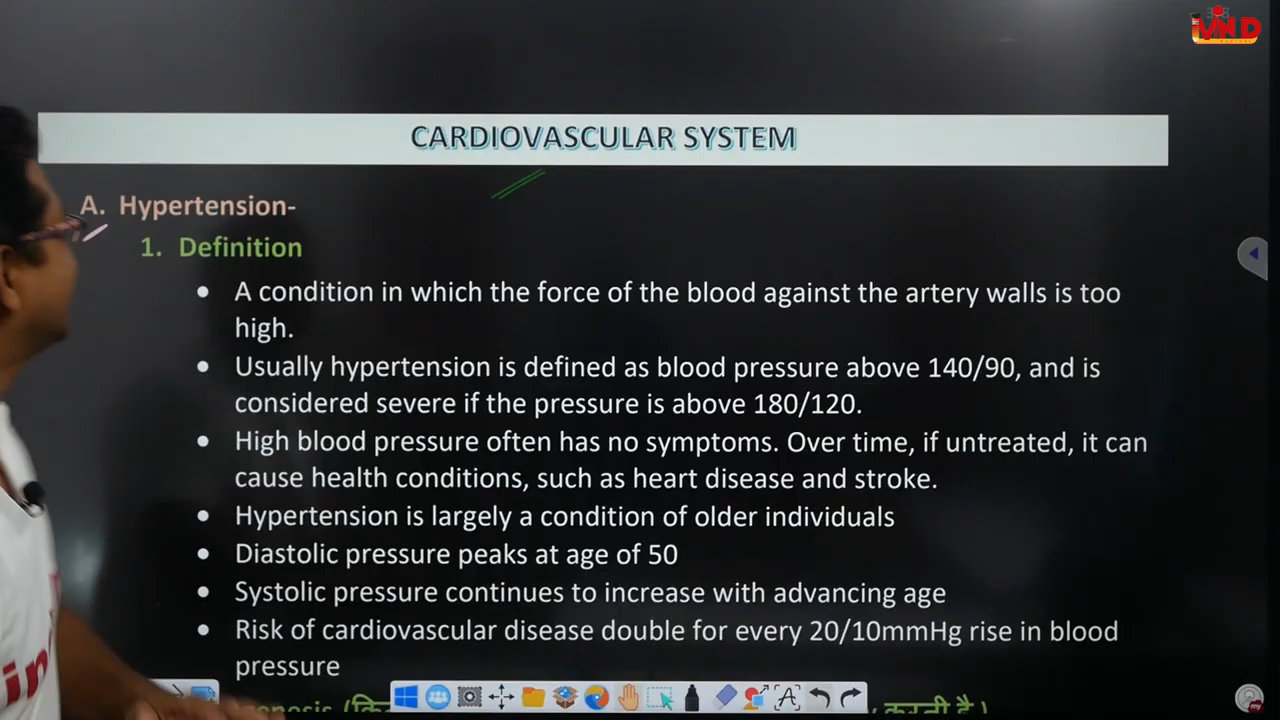 CARDIOVASCULAR SYSTEM
A. Hypertension-
1. Definition
• A condition in which the force of the blood against the artery walls is too
high.
• Usually hypertension is defined as blood pressure above 140/90, and is
considered severe if the pressure is above 180/120.
• High blood pressure often has no symptoms. Over time, if untreated, it can
cause health conditions, such as heart disease and stroke.
• Hypertension is largely a condition of older individuals
• Diastolic pressure peaks at age of 50
• Systolic pressure continues to increase with advancing age
• Risk of cardiovascular disease double for every 20/10mmHg rise in blood
pressure